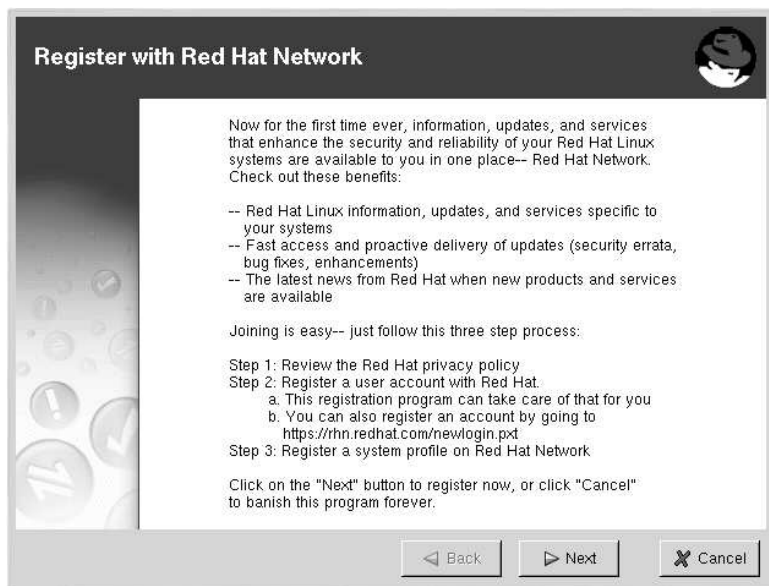 Register with Red Hat Network
Now for the first time ever, information, updates, and services
that enhance the security and reliability of your Red Hat Linux
systems are available to you in one place-- Red Hat Network.
Check out these benefits:
-- Red Hat Linux information, updates, and services specific to
your systems
-- Fast access and proactive delivery of updates (security errata,
bug fixes, enhancements)
-- The latest news from Red Hat when new products and services
are available
Joining is easy-- just follow this three step process:
Step 1: Review the Red Hat privacy policy
Step 2: Register a user account with Red Hat.
a. This registration program can take care of that for you
b. You can also register an account by going to
https://rhn.redhat.com/newlogin.pxt
Step 3: Register a system profile on Red Hat Network
Click on the "Next" button to register now, or click "Cancel"
to banish this program forever.
Back Next Cancel